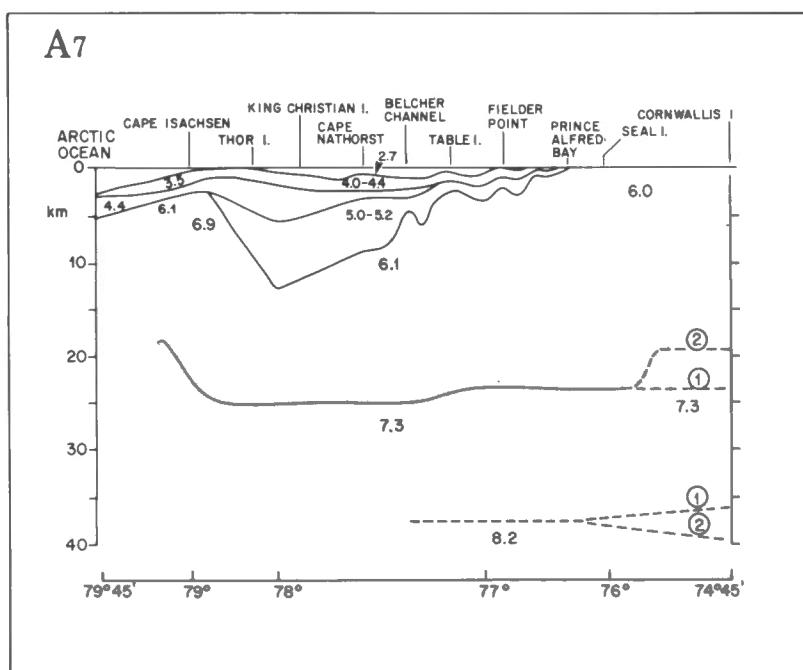 A7
ARCTIC OCEAN
CAPE ISACHSEN
THOR I.
KING CHRISTIAN I.
CAPE NATHORST
BELCHER CHANNEL
TABLE I.
FIELDER POINT
PRINCE ALFRED BAY
SEAL I.
CORNWALLIS I
2.7
0
3.5
4.0-4.4
4.4
6.1
5.0-5.2
6.0
km
6.9
10
6.1
20
2
1
7.3
7.3
30
1
2
8.2
40
79°45'
79°
78°
77°
76°
74°45'